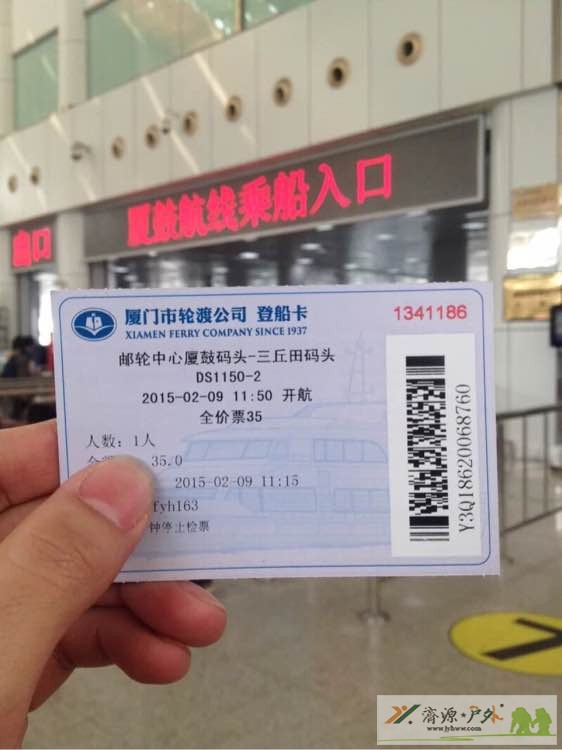 厦鼓航线乘船入口
出口
厦门市轮渡公司 登船卡
XIAMEN FERRY COMPANY SINCE 1937
1341186
邮轮中心厦鼓码头-三丘田码头
DS1150-2
2015-02-09 11:50 开航
全价票35
人数：1人
35.0
2015-02-09 11:15
fyh163
钟停止检票
Y3Q18620068760
齐源·户外
www.jyhww.com